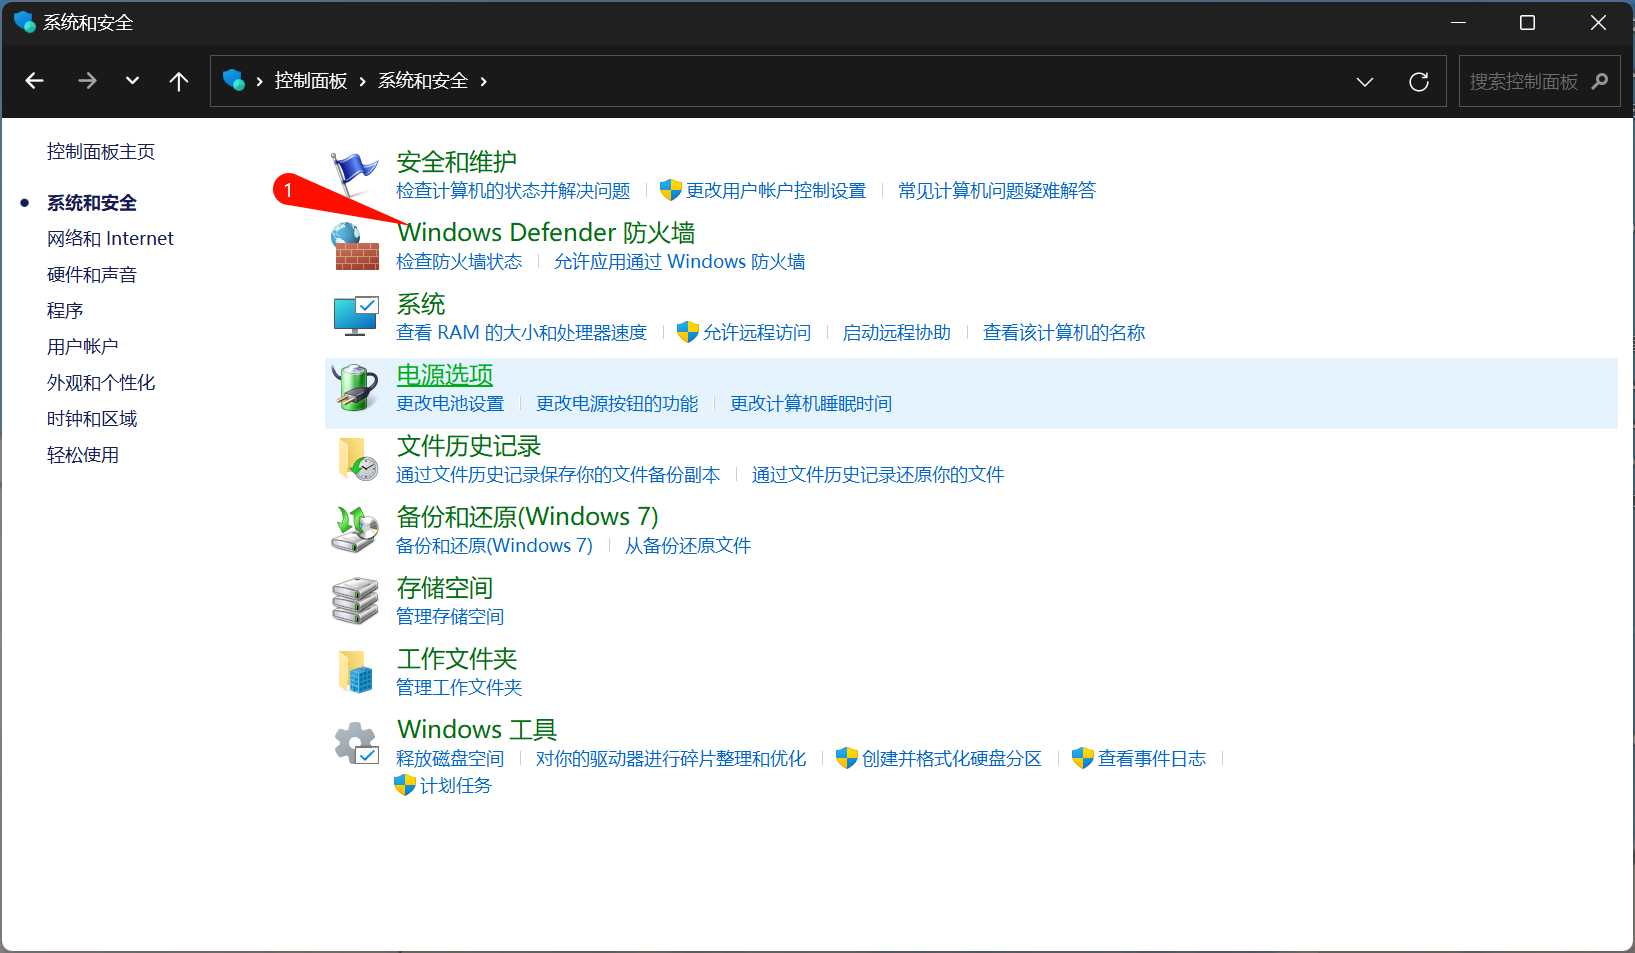 系统和安全
控制面板 系统和安全
搜索控制面板
控制面板主页
系统和安全
网络和 Internet
硬件和声音
程序
用户帐户
外观和个性化
时钟和区域
轻松使用
1
安全和维护
检查计算机的状态并解决问题 更改用户帐户控制设置 常见计算机问题疑难解答
Windows Defender 防火墙
检查防火墙状态 允许应用通过 Windows 防火墙
系统
查看 RAM 的大小和处理器速度 允许远程访问 启动远程协助 查看该计算机的名称
电源选项
更改电池设置 更改电源按钮的功能 更改计算机睡眠时间
文件历史记录
通过文件历史记录保存你的文件备份副本 通过文件历史记录还原你的文件
备份和还原(Windows 7)
备份和还原(Windows 7) 从备份还原文件
存储空间
管理存储空间
工作文件夹
管理工作文件夹
Windows 工具
释放磁盘空间 对你的驱动器进行碎片整理和优化 创建并格式化硬盘分区 查看事件日志
计划任务